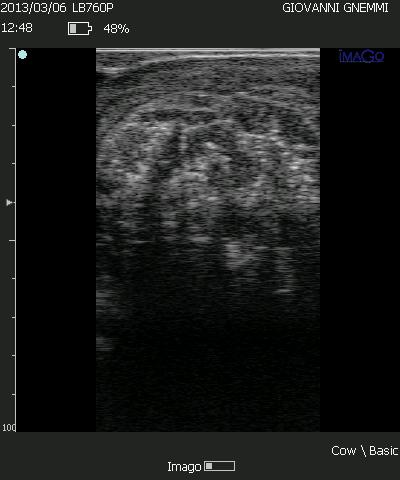 2013/03/06 LB760P GIOVANNI GNEMMI
12:48 48%
iMAGO
100
Cow \ Basic
Imago